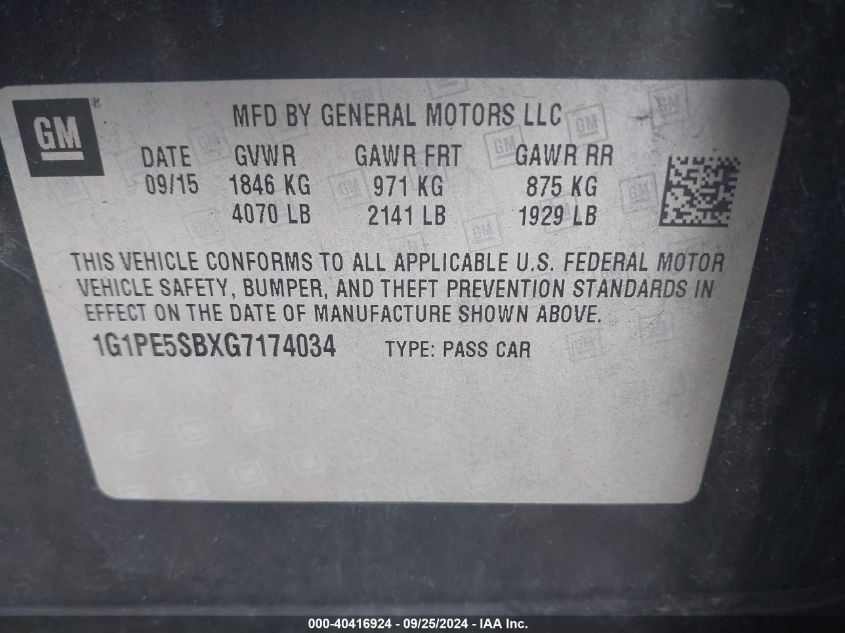 GM ®
MFD BY GENERAL MOTORS LLC
DATE GVWR GAWR FRT GAWR RR
09/15 1846 KG 971 KG 875 KG
4070 LB 2141 LB 1929 LB
THIS VEHICLE CONFORMS TO ALL APPLICABLE U.S. FEDERAL MOTOR
VEHICLE SAFETY, BUMPER, AND THEFT PREVENTION STANDARDS IN
EFFECT ON THE DATE OF MANUFACTURE SHOWN ABOVE.
1G1PE5SBXG7174034 TYPE: PASS CAR
000-40416924 - 09/25/2024 - IAA Inc.